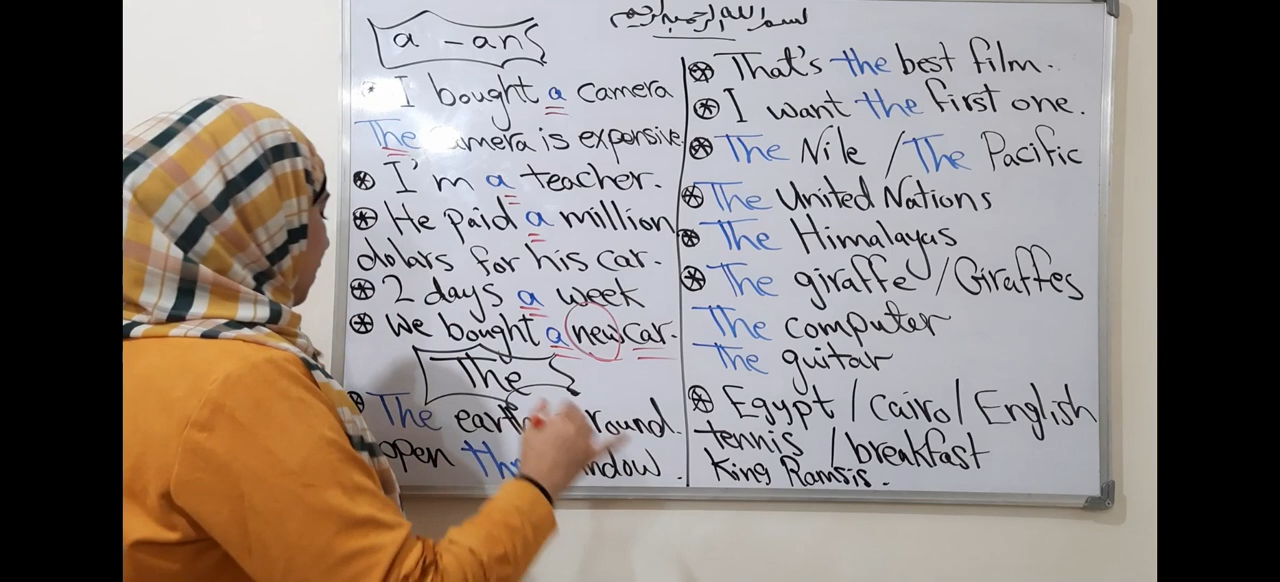 بسم الله الرحمن الرحيم
a - an
I bought a camera
The camera is expensive.
I'm a teacher.
He paid a million
dolars for his car.
2 days a week
We bought a new car.
The
The earth round.
open the window.
That's the best film.
I want the first one.
The Nile / The Pacific
The United Nations
The Himalayas
The giraffe / Giraffes
The computer
The guitar
Egypt / Cairo / English
tennis / breakfast
King Ramsis.